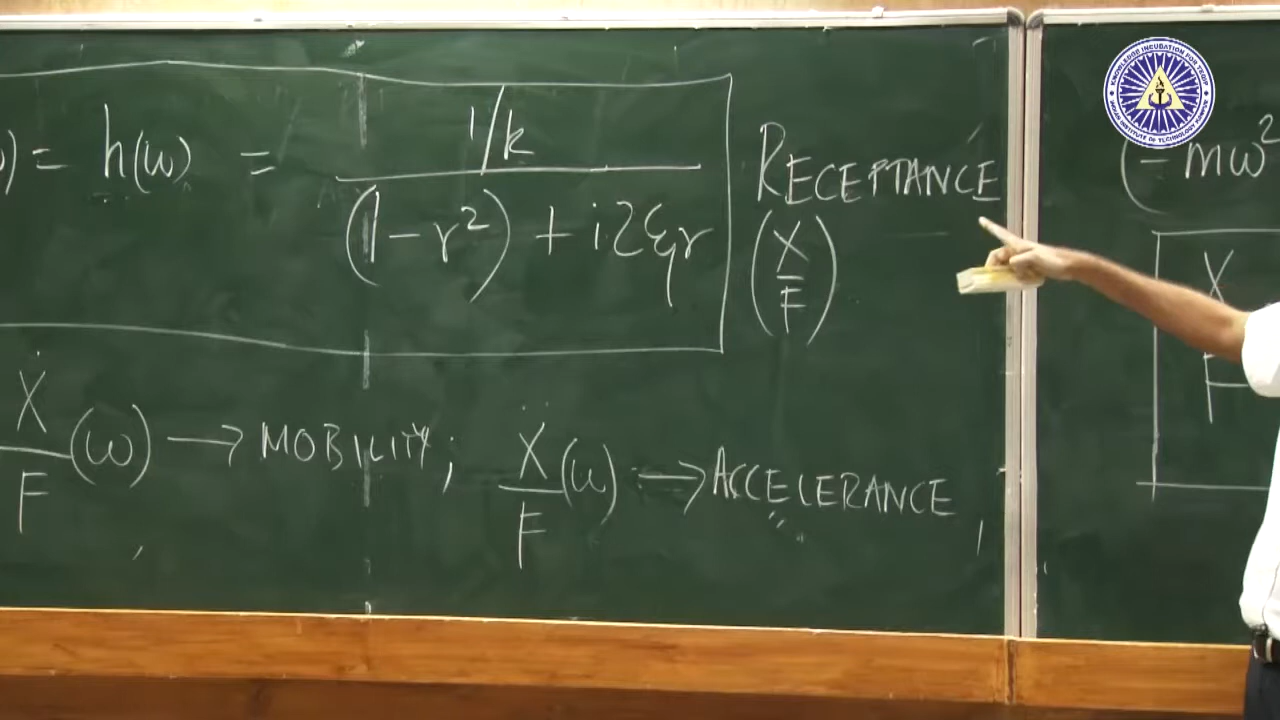 ) = h(ω) = 1/k / ((1 - r²) + i2ξr)
RECEPTANCE
(X/F)
Ẋ/F (ω) → MOBILITY ; Ẍ/F (ω) → ACCELERANCE ,
(-mω²
X
F